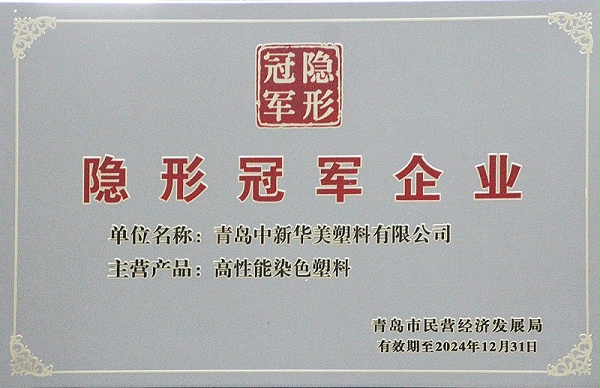 冠隐
军形
隐形冠军企业
单位名称：青岛中新华美塑料有限公司
主营产品：高性能染色塑料
青岛市民营经济发展局
有效期至2024年12月31日